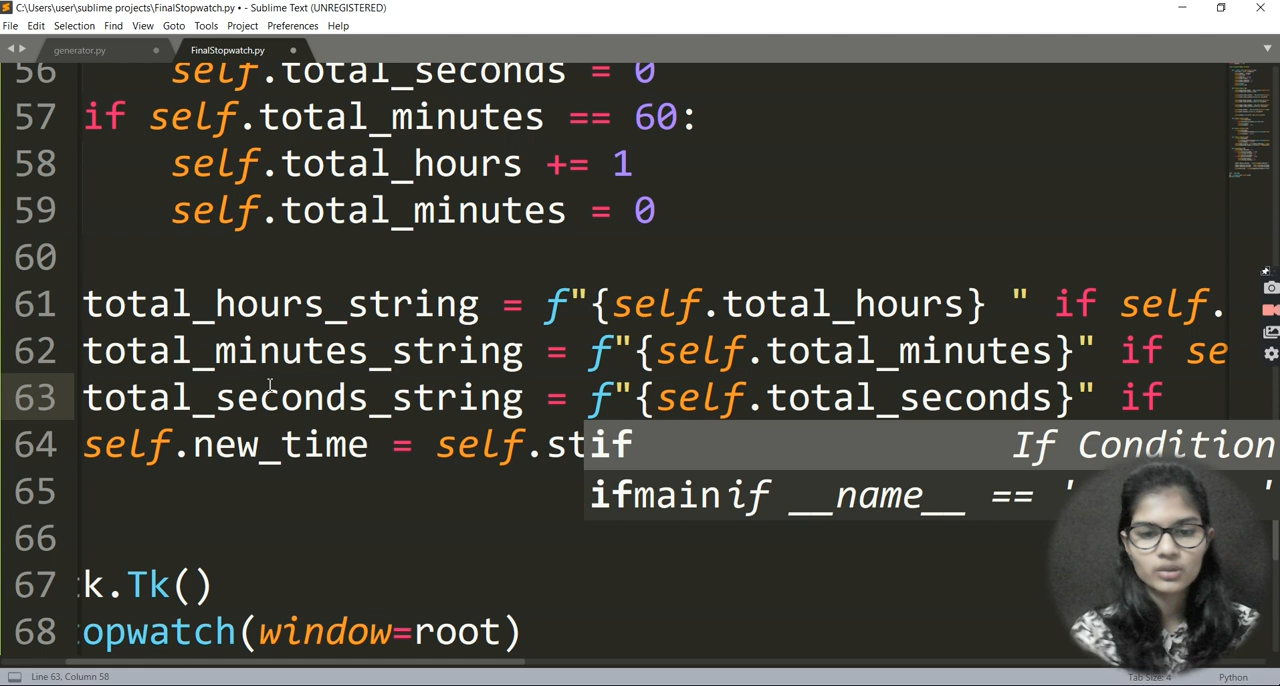 C:\Users\user\sublime projects\FinalStopwatch.py • - Sublime Text (UNREGISTERED)
File Edit Selection Find View Goto Tools Project Preferences Help
generator.py FinalStopwatch.py
56 self.total_seconds = 0
57 if self.total_minutes == 60:
58 self.total_hours += 1
59 self.total_minutes = 0
60
61 total_hours_string = f"{self.total_hours} " if self.
62 total_minutes_string = f"{self.total_minutes}" if se
63 total_seconds_string = f"{self.total_seconds}" if
64 self.new_time = self.st
if If Condition
ifmain if __name__ == ' '
65
66
67 k.Tk()
68 opwatch(window=root)
Line 63, Column 58 Tab Size: 4 Python